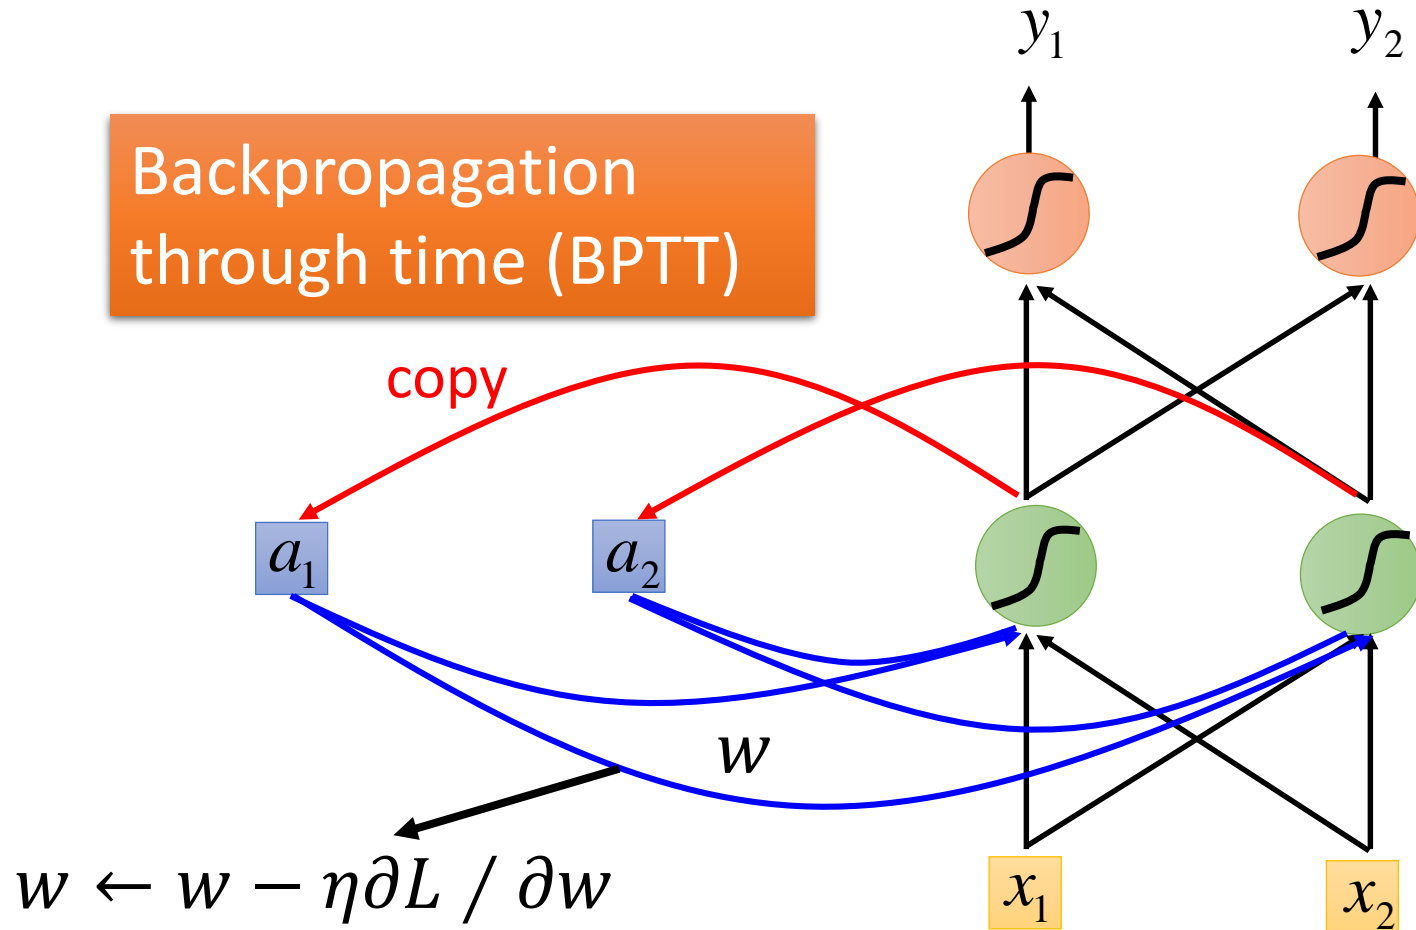 y₁ y₂
Backpropagation
through time (BPTT)
copy
a₁ a₂
w
w ← w − η∂L / ∂w
x₁ x₂